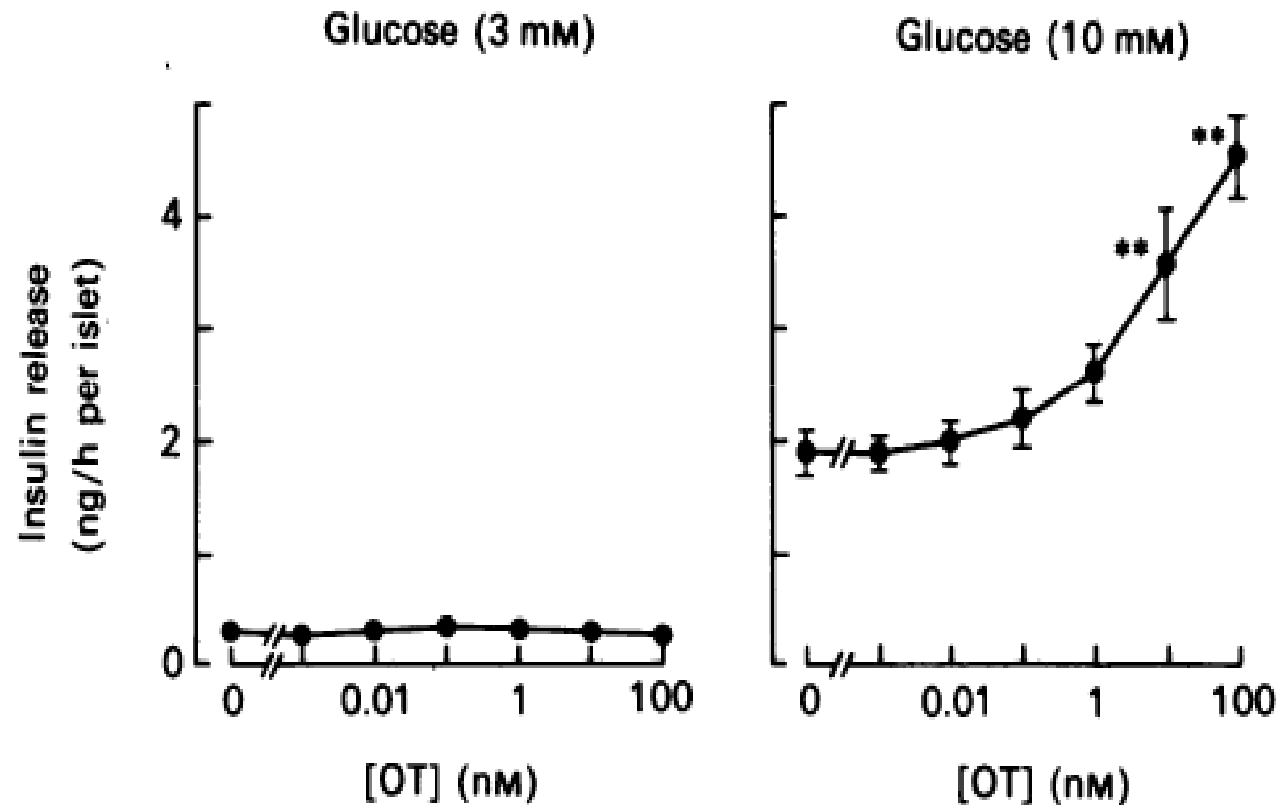 Glucose (3 mM)
Glucose (10 mM)
Insulin release
(ng/h per islet)
4
2
0
**
**
0 0.01 1 100
0 0.01 1 100
[OT] (nM)
[OT] (nM)